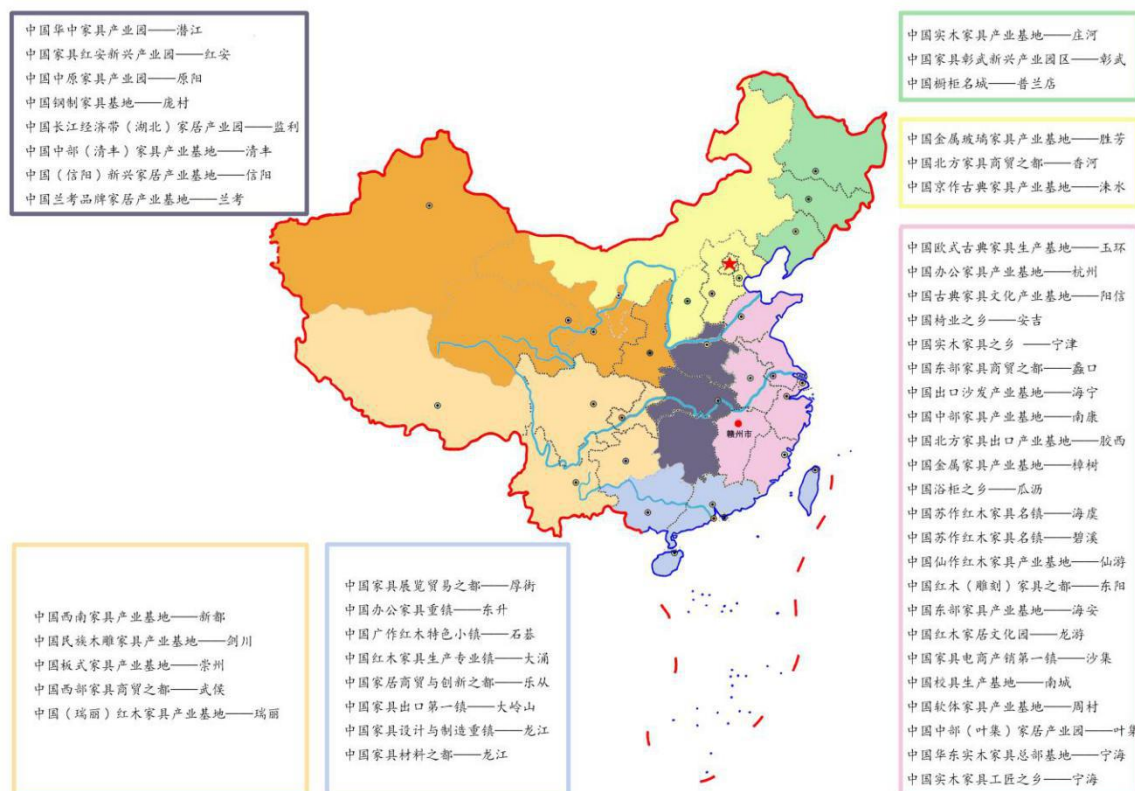 中国华中家具产业园——潜江
中国家具红安新兴产业园——红安
中国中原家具产业园——原阳
中国钢制家具基地——庞村
中国长江经济带（湖北）家居产业园——监利
中国中部（清丰）家具产业基地——清丰
中国（信阳）新兴家居产业基地——信阳
中国兰考品牌家居产业基地——兰考
中国实木家具产业基地——庄河
中国家具彰武新兴产业园区——彰武
中国橱柜名城——普兰店
中国金属玻璃家具产业基地——胜芳
中国北方家具商贸之都——香河
中国京作古典家具产业基地——涞水
中国欧式古典家具生产基地——玉环
中国办公家具产业基地——杭州
中国古典家具文化产业基地——阳信
中国椅业之乡——安吉
中国实木家具之乡 ——宁津
中国东部家具商贸之都——蠡口
中国出口沙发产业基地——海宁
中国中部家具产业基地——南康
中国北方家具出口产业基地——胶西
中国金属家具产业基地——樟树
中国浴柜之乡——瓜沥
中国苏作红木家具名镇——海虞
中国苏作红木家具名镇——碧溪
中国仙作红木家具产业基地——仙游
中国红木（雕刻）家具之都——东阳
中国东部家具产业基地——海安
中国红木家居文化园——龙游
中国家具电商产销第一镇——沙集
中国校具生产基地——南城
中国软体家具产业基地——周村
中国中部（叶集）家居产业园——叶集
中国华东实木家具总部基地——宁海
中国实木家具工匠之乡——宁海
赣州市
中国西南家具产业基地——新都
中国民族木雕家具产业基地——剑川
中国板式家具产业基地——崇州
中国西部家具商贸之都——武侯
中国（瑞丽）红木家具产业基地——瑞丽
中国家具展览贸易之都——厚街
中国办公家具重镇——东升
中国广作红木特色小镇——石碁
中国红木家具生产专业镇——大涌
中国家居商贸与创新之都——乐从
中国家具出口第一镇——大岭山
中国家具设计与制造重镇——龙江
中国家具材料之都——龙江